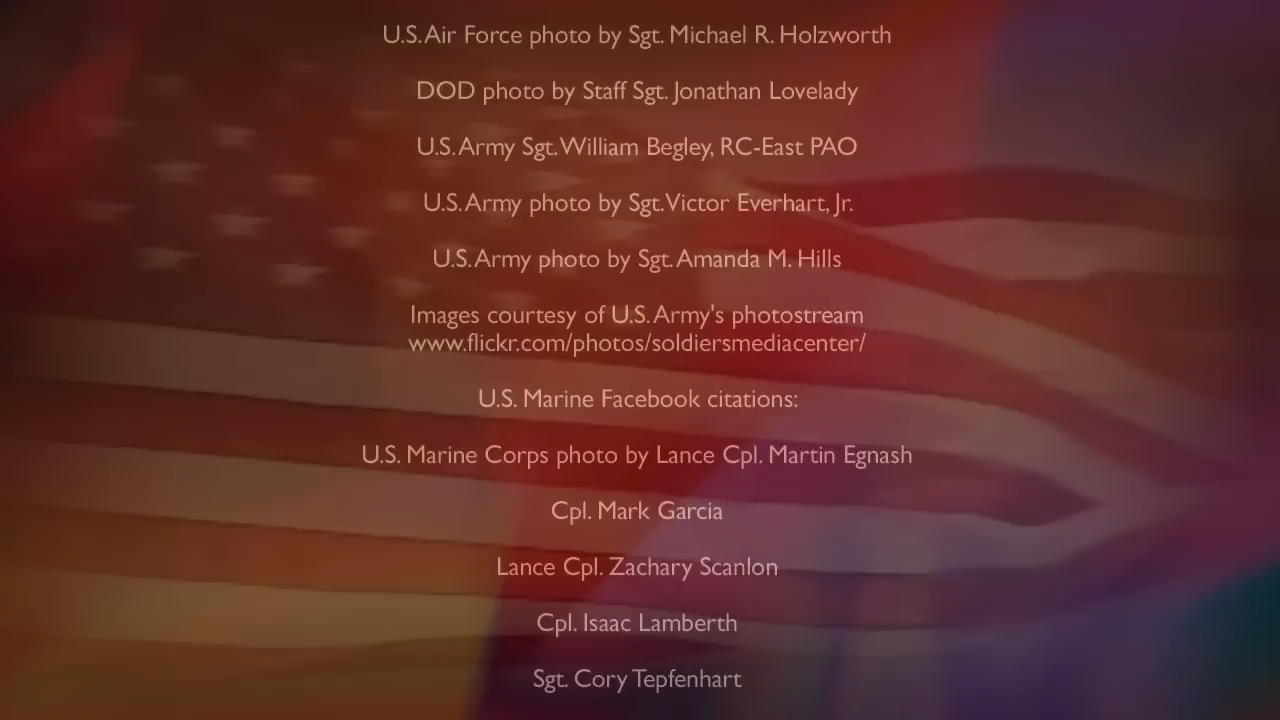 U.S. Air Force photo by Sgt. Michael R. Holzworth
DOD photo by Staff Sgt. Jonathan Lovelady
U.S. Army Sgt. William Begley, RC-East PAO
U.S. Army photo by Sgt. Victor Everhart, Jr.
U.S. Army photo by Sgt. Amanda M. Hills
Images courtesy of U.S. Army's photostream
www.flickr.com/photos/soldiersmediacenter/
U.S. Marine Facebook citations:
U.S. Marine Corps photo by Lance Cpl. Martin Egnash
Cpl. Mark Garcia
Lance Cpl. Zachary Scanlon
Cpl. Isaac Lamberth
Sgt. Cory Tepfenhart